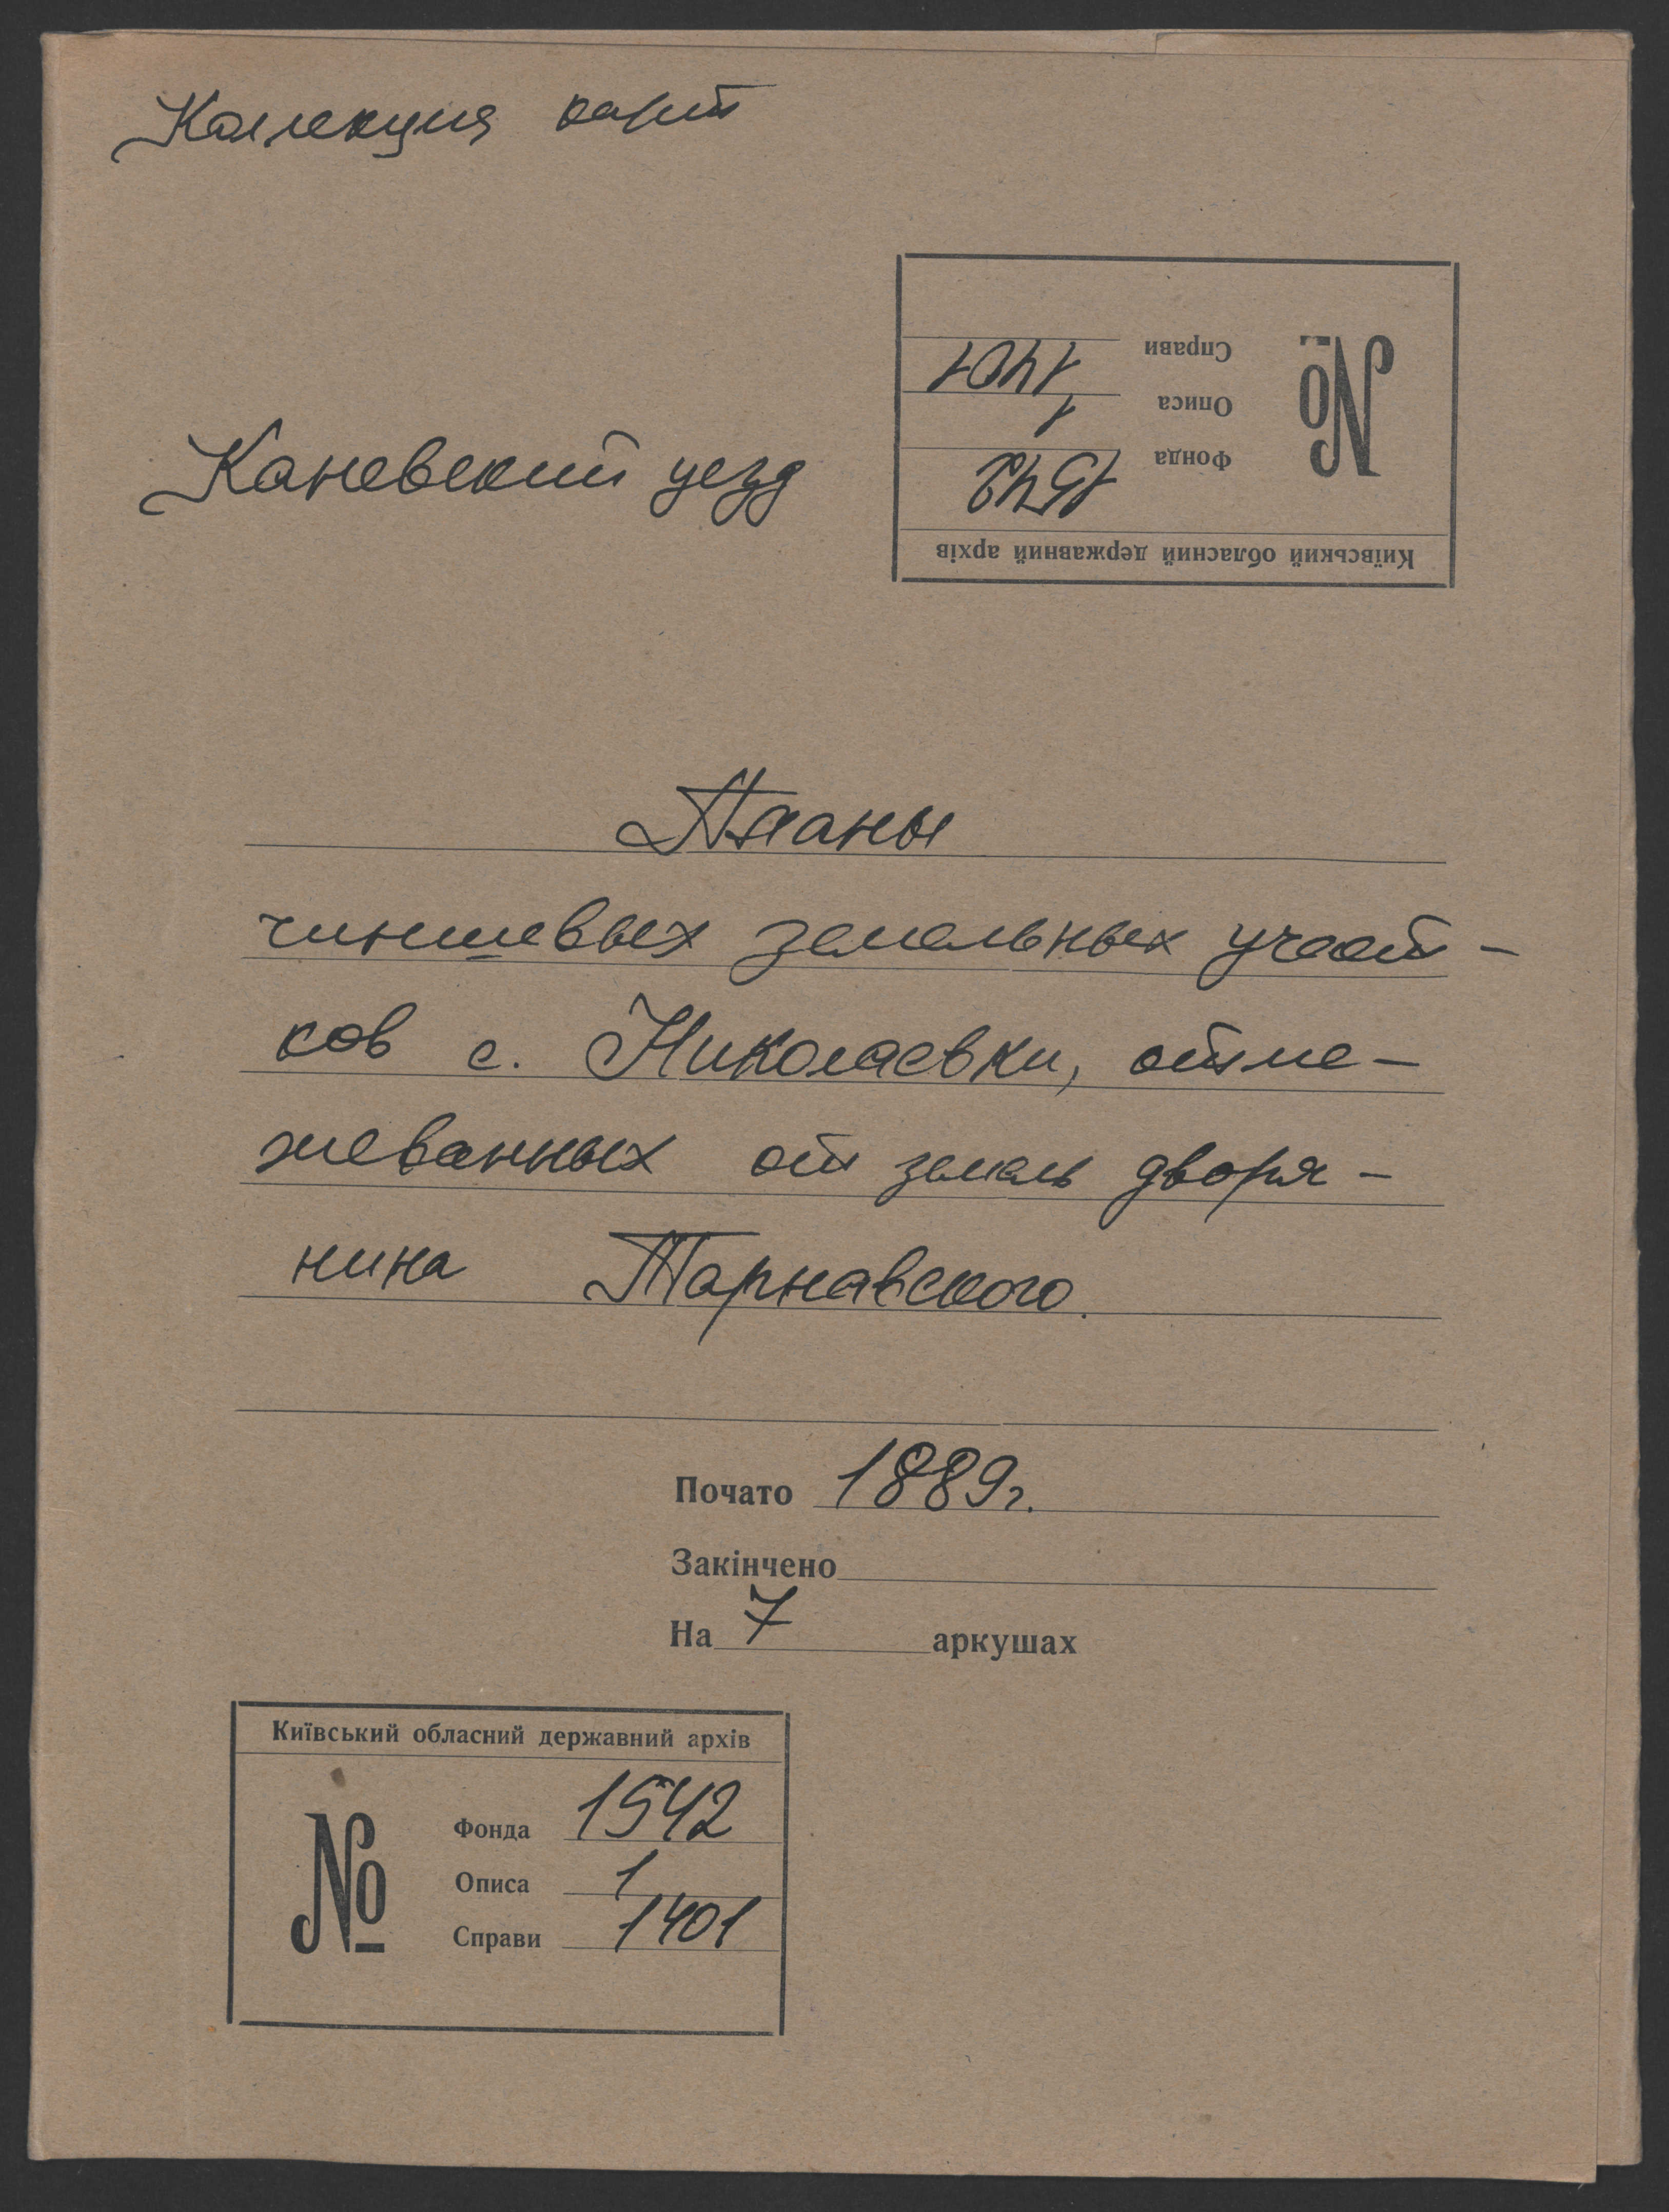 Коллекция карт
Справи 1401
Описа 1
Фонда 1542
№
Київський обласний державний архів
Каневский уезд
Планы
чиншевых земельных участ-
ков с. Николаевки, отме-
жеванных от земель дворя-
нина Тарнавского.
Почато 1889г.
Закінчено
На 7 аркушах
Київський обласний державний архів
№
Фонда 1542
Описа 1
Справи 1401